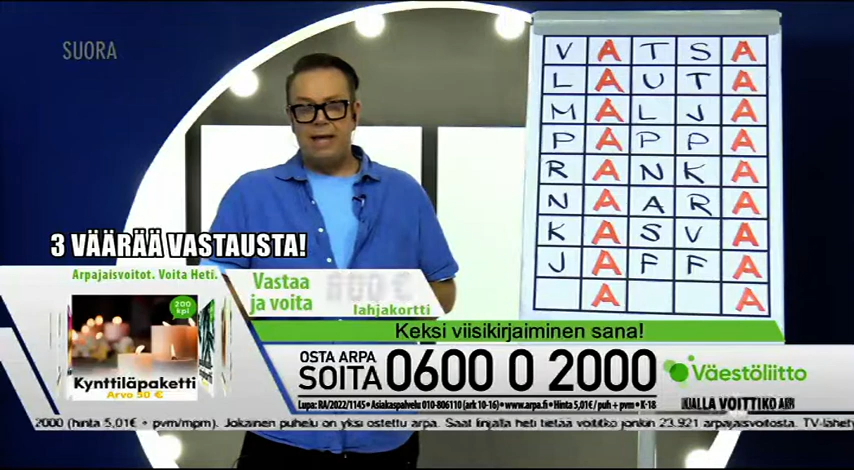 SUORA
V A T S A
L A U T A
M A L J A
P A P P A
R A N K A
N A A R A
K A S V A
J A F F A
A A
3 VÄÄRÄÄ VASTAUSTA!
Arpajaisvoitot. Voita Heti.
200 kpl
Kynttiläpaketti
Arvo 50 €
Vastaa
ja voita
lahjakortti
Keksi viisikirjaiminen sana!
OSTA ARPA
SOITA 0600 0 2000
Lupa: RA/2022/1145 • Asiakaspalvelu 010-806110 (ark 10-16) • www.arpa.fi • Hinta 5,01€ / puh + pvm • K-18
Väestöliitto
2000 (hinta 5,01€ + pvm/mpm). Jokainen puhelu on yksi ostettu arpa. Saat linjalla heti tietää voititko jonkin 23.921 arpajaisvoitosta. TV-lähety